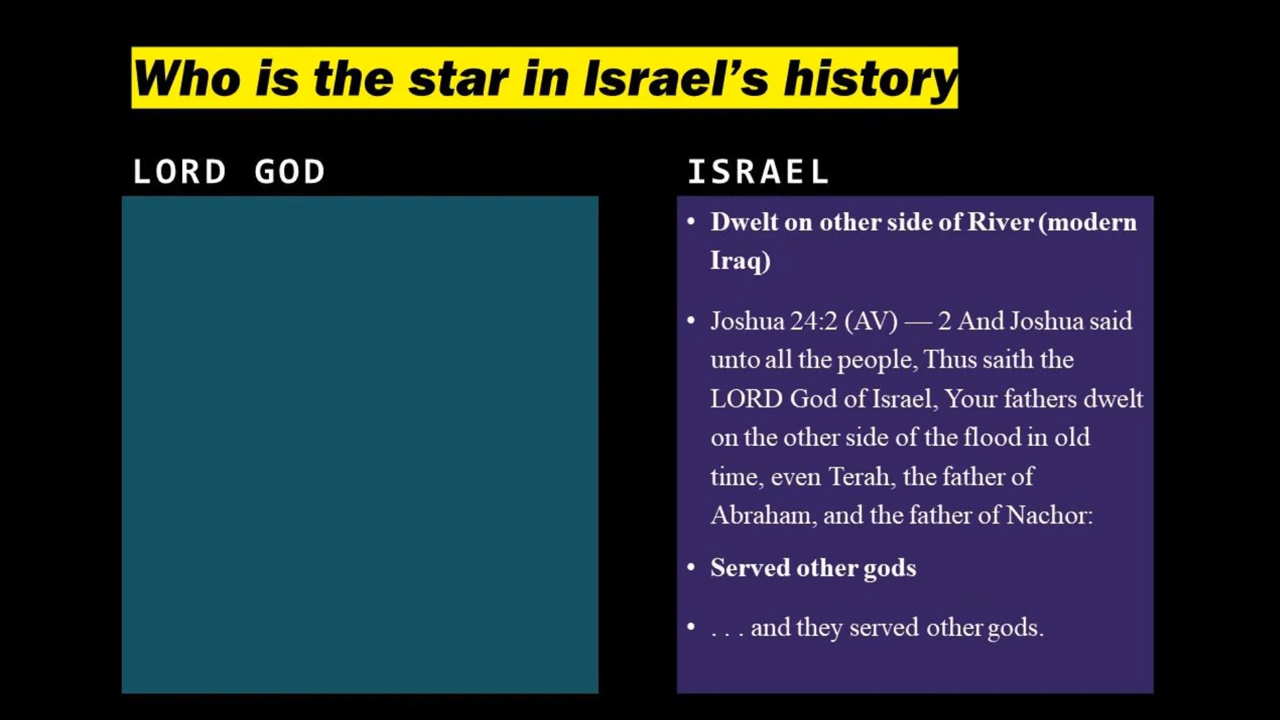 Who is the star in Israel’s history
LORD GOD
ISRAEL
• Dwelt on other side of River (modern
Iraq)
• Joshua 24:2 (AV) — 2 And Joshua said
unto all the people, Thus saith the
LORD God of Israel, Your fathers dwelt
on the other side of the flood in old
time, even Terah, the father of
Abraham, and the father of Nachor:
• Served other gods
• . . . and they served other gods.